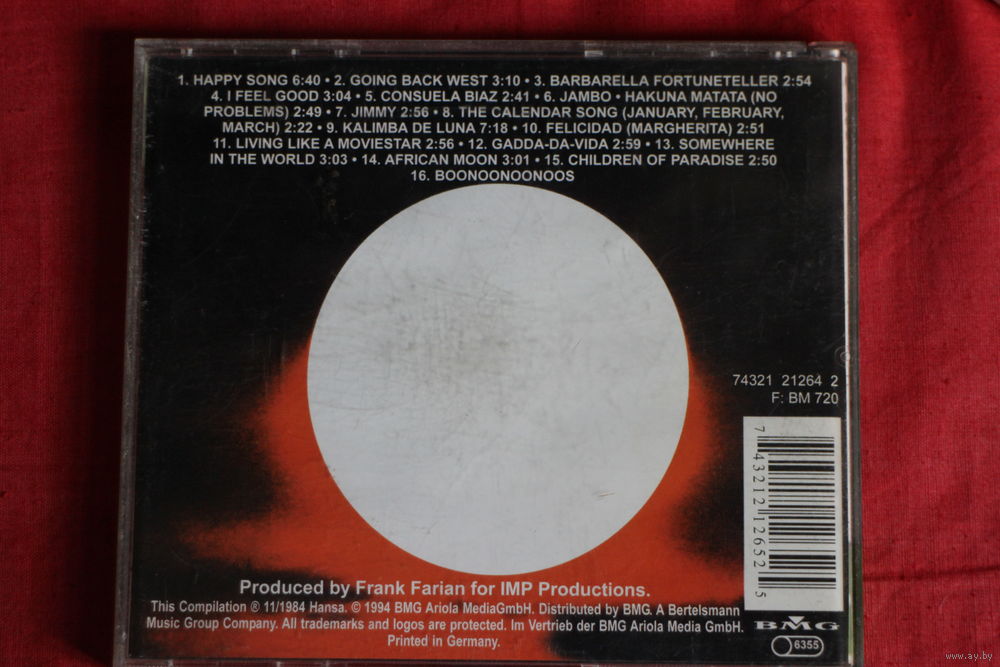 1. HAPPY SONG 6:40 • 2. GOING BACK WEST 3:10 • 3. BARBARELLA FORTUNETELLER 2:54
4. I FEEL GOOD 3:04 • 5. CONSUELA BIAZ 2:41 • 6. JAMBO • HAKUNA MATATA (NO
PROBLEMS) 2:49 • 7. JIMMY 2:56 • 8. THE CALENDAR SONG (JANUARY, FEBRUARY,
MARCH) 2:22 • 9. KALIMBA DE LUNA 7:18 • 10. FELICIDAD (MARGHERITA) 2:51
11. LIVING LIKE A MOVIESTAR 2:56 • 12. GADDA-DA-VIDA 2:59 • 13. SOMEWHERE
IN THE WORLD 3:03 • 14. AFRICAN MOON 3:01 • 15. CHILDREN OF PARADISE 2:50
16. BOONOONOONOOS
74321 21264 2
F: BM 720
7 43212 12652 5
Produced by Frank Farian for IMP Productions.
This Compilation ® 11/1984 Hansa. © 1994 BMG Ariola MediaGmbH. Distributed by BMG. A Bertelsmann
Music Group Company. All trademarks and logos are protected. Im Vertrieb der BMG Ariola Media GmbH.
Printed in Germany.
BMG
6355
www.ay.by